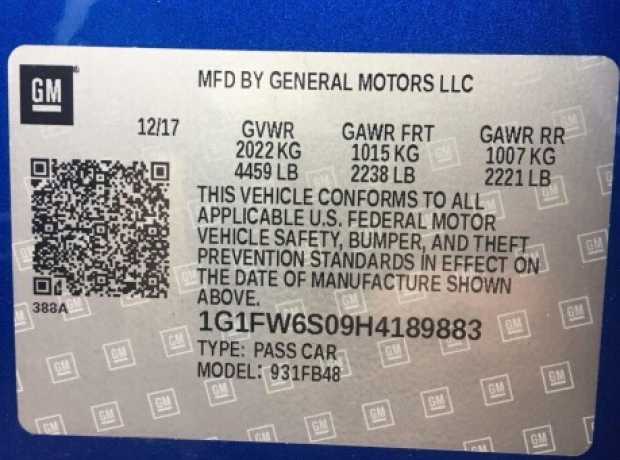 GM
MFD BY GENERAL MOTORS LLC
12/17 GVWR GAWR FRT GAWR RR
2022 KG 1015 KG 1007 KG
4459 LB 2238 LB 2221 LB
THIS VEHICLE CONFORMS TO ALL
APPLICABLE U.S. FEDERAL MOTOR
VEHICLE SAFETY, BUMPER, AND THEFT
PREVENTION STANDARDS IN EFFECT ON
THE DATE OF MANUFACTURE SHOWN
ABOVE.
388A
1G1FW6S09H4189883
TYPE: PASS CAR
MODEL: 931FB48